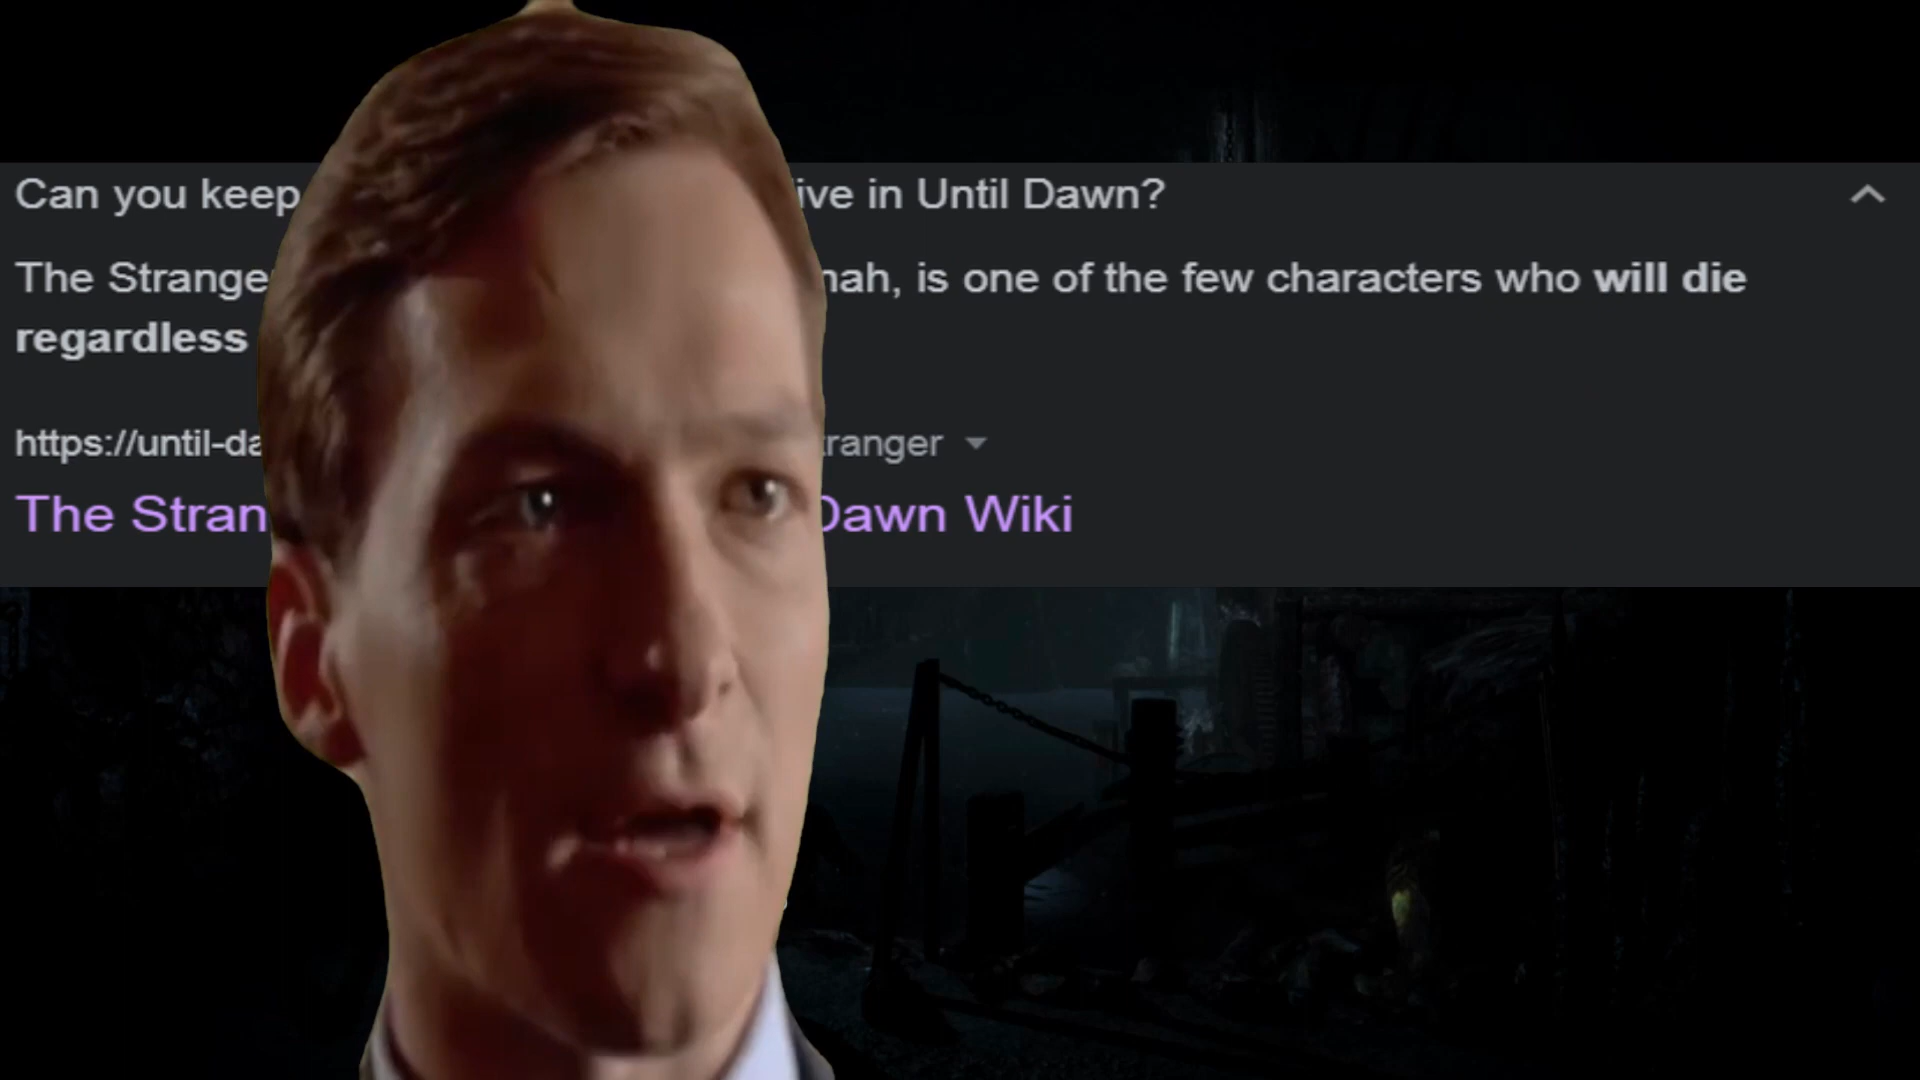 Can you keep ive in Until Dawn?
The Strange nah, is one of the few characters who will die
regardless
https://until-da tranger
The Stran Dawn Wiki